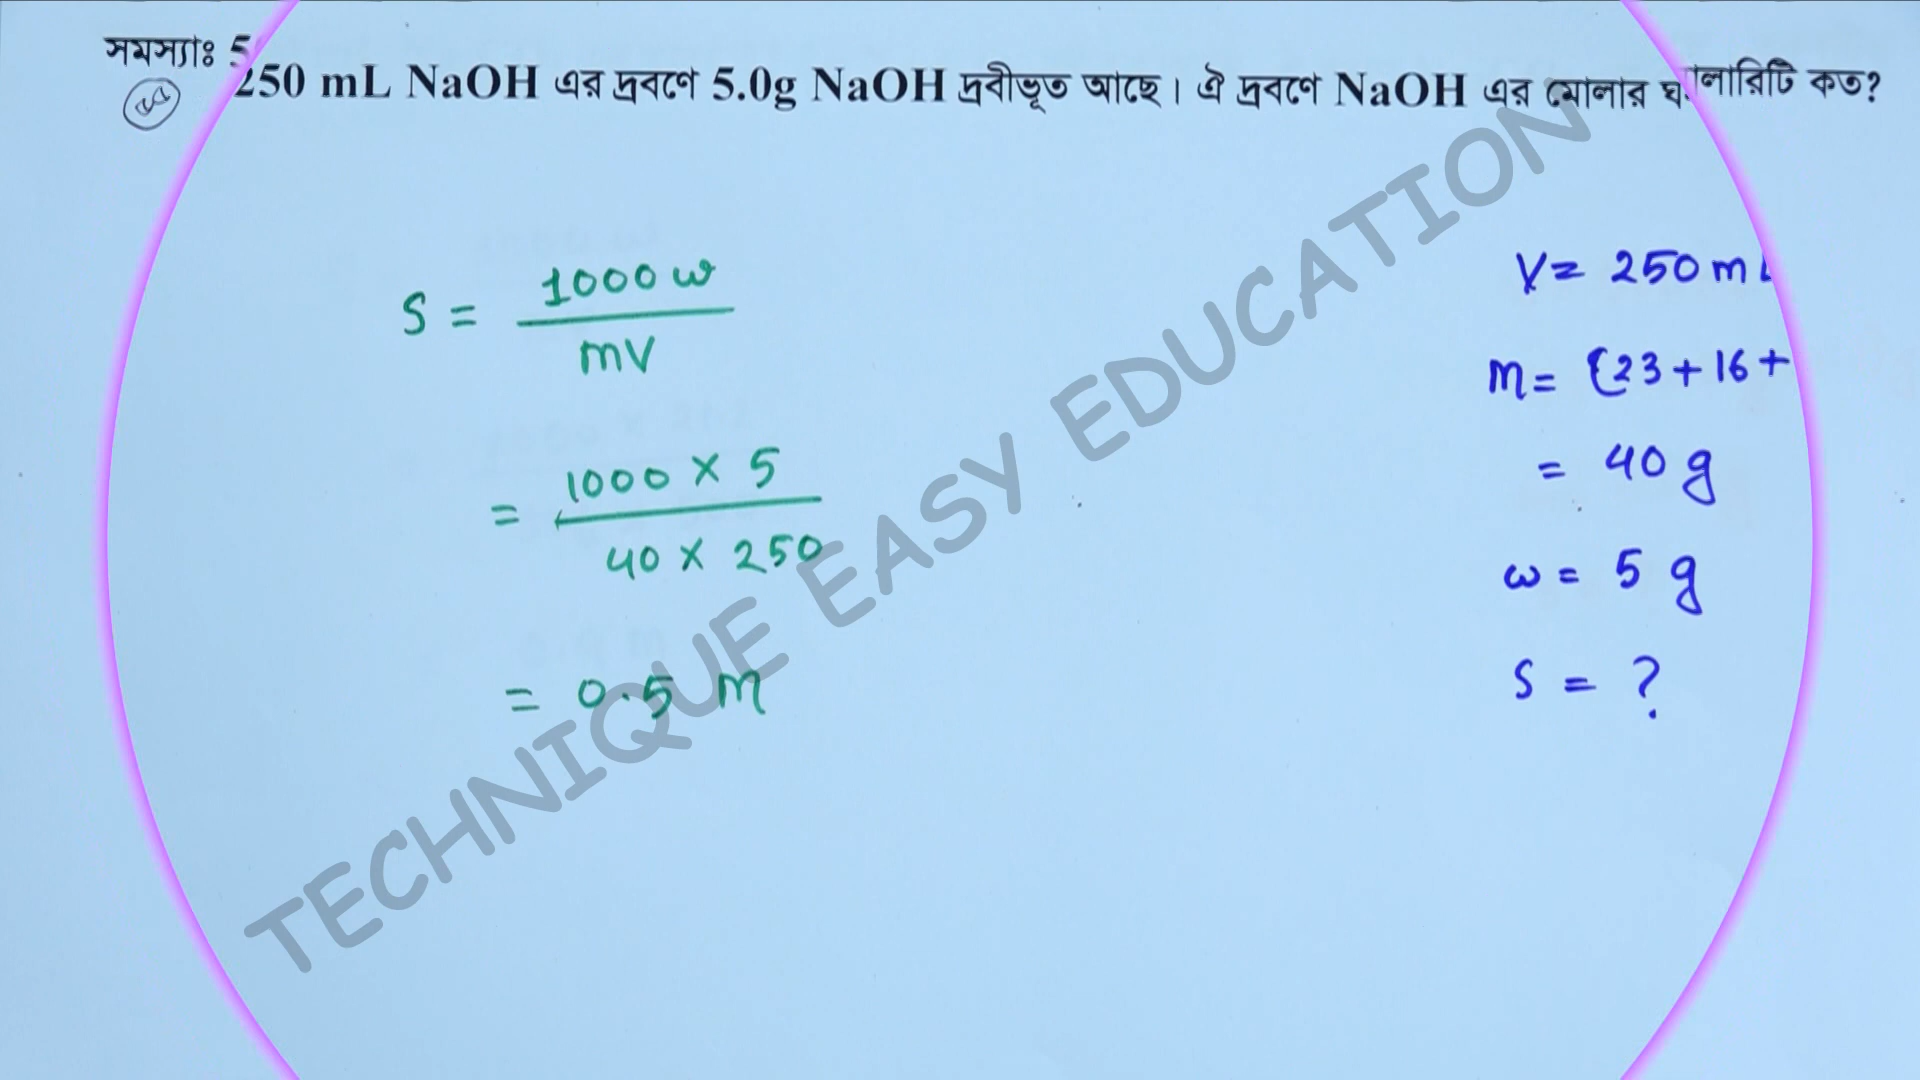 সমস্যাঃ 5
250 mL NaOH এর দ্রবণে 5.0g NaOH দ্রবীভূত আছে। ঐ দ্রবণে NaOH এর মোলার ঘ
লারিটি কত?
S = 1000 w
mV
= 1000 × 5
40 × 250
= 0.5 m
V = 250 mL
m = (23 + 16 +
= 40 g
w = 5 g
S = ?
TECHNIQUE EASY EDUCATION